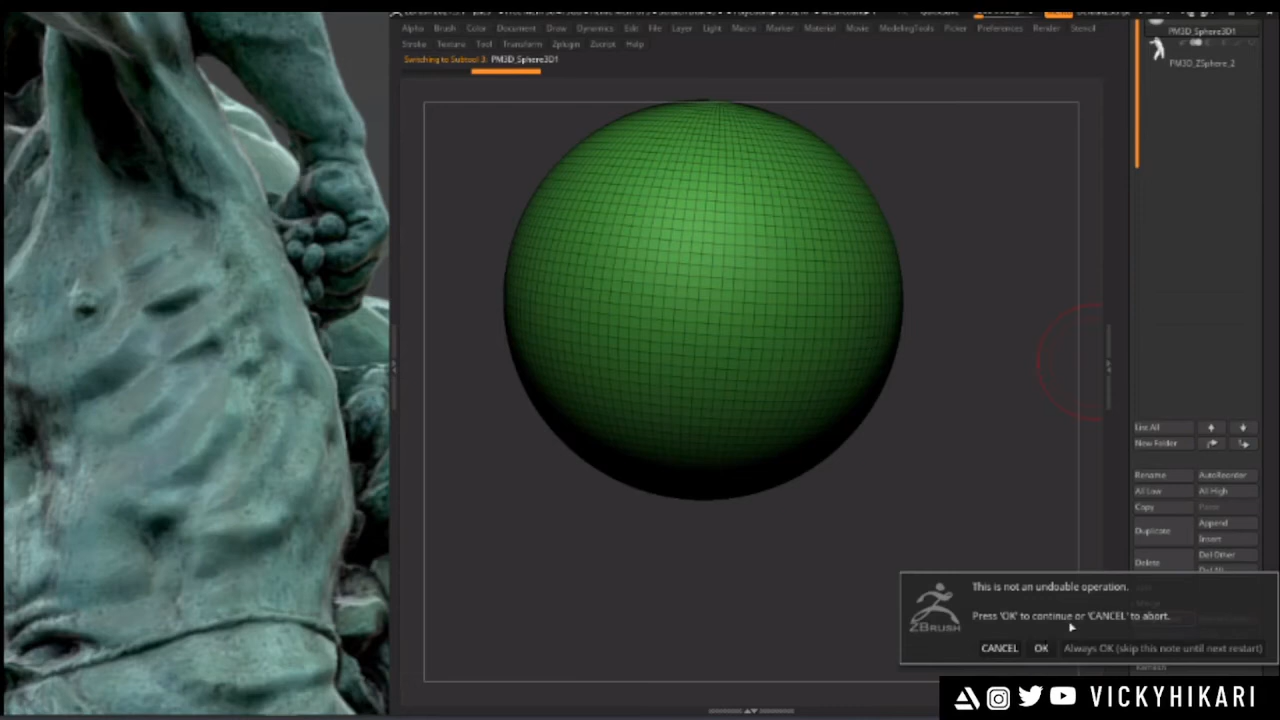 Alpha Brush Color Document Draw Dynamics Edit File Layer Light Macro Marker Material Movie ModelingTools Picker Preferences Render Stencil
Stroke Texture Tool Transform Zplugin Zscript Help
Switching to Subtool 3: PM3D_Sphere3D1
PM3D_Sphere3D1
PM3D_ZSphere_2
List All
New Folder
Rename AutoReorder
All Low All High
Copy
Duplicate Append
Insert
Delete Del Other
This is not an undoable operation.
Press 'OK' to continue or 'CANCEL' to abort.
ZBRUSH
CANCEL OK Always OK (skip this note until next restart)
VICKYHIKARI